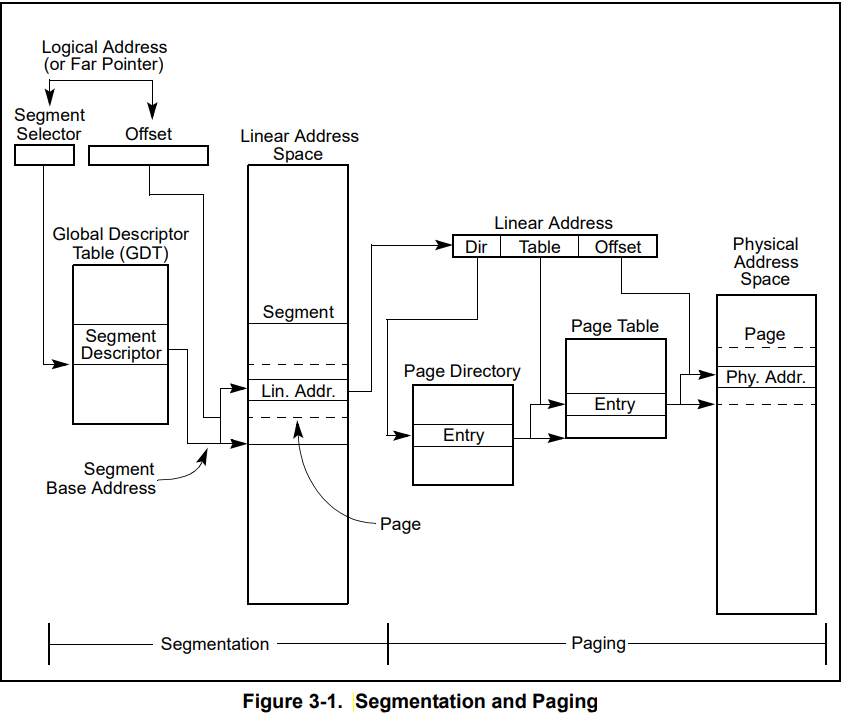 Logical Address
(or Far Pointer)
Segment
Selector
Offset
Linear Address
Space
Global Descriptor
Table (GDT)
Segment
Descriptor
Segment
Lin. Addr.
Segment
Base Address
Page
Linear Address
Dir
Table
Offset
Physical
Address
Space
Page Table
Page
Page Directory
Phy. Addr.
Entry
Entry
Segmentation
Paging
Figure 3-1. Segmentation and Paging